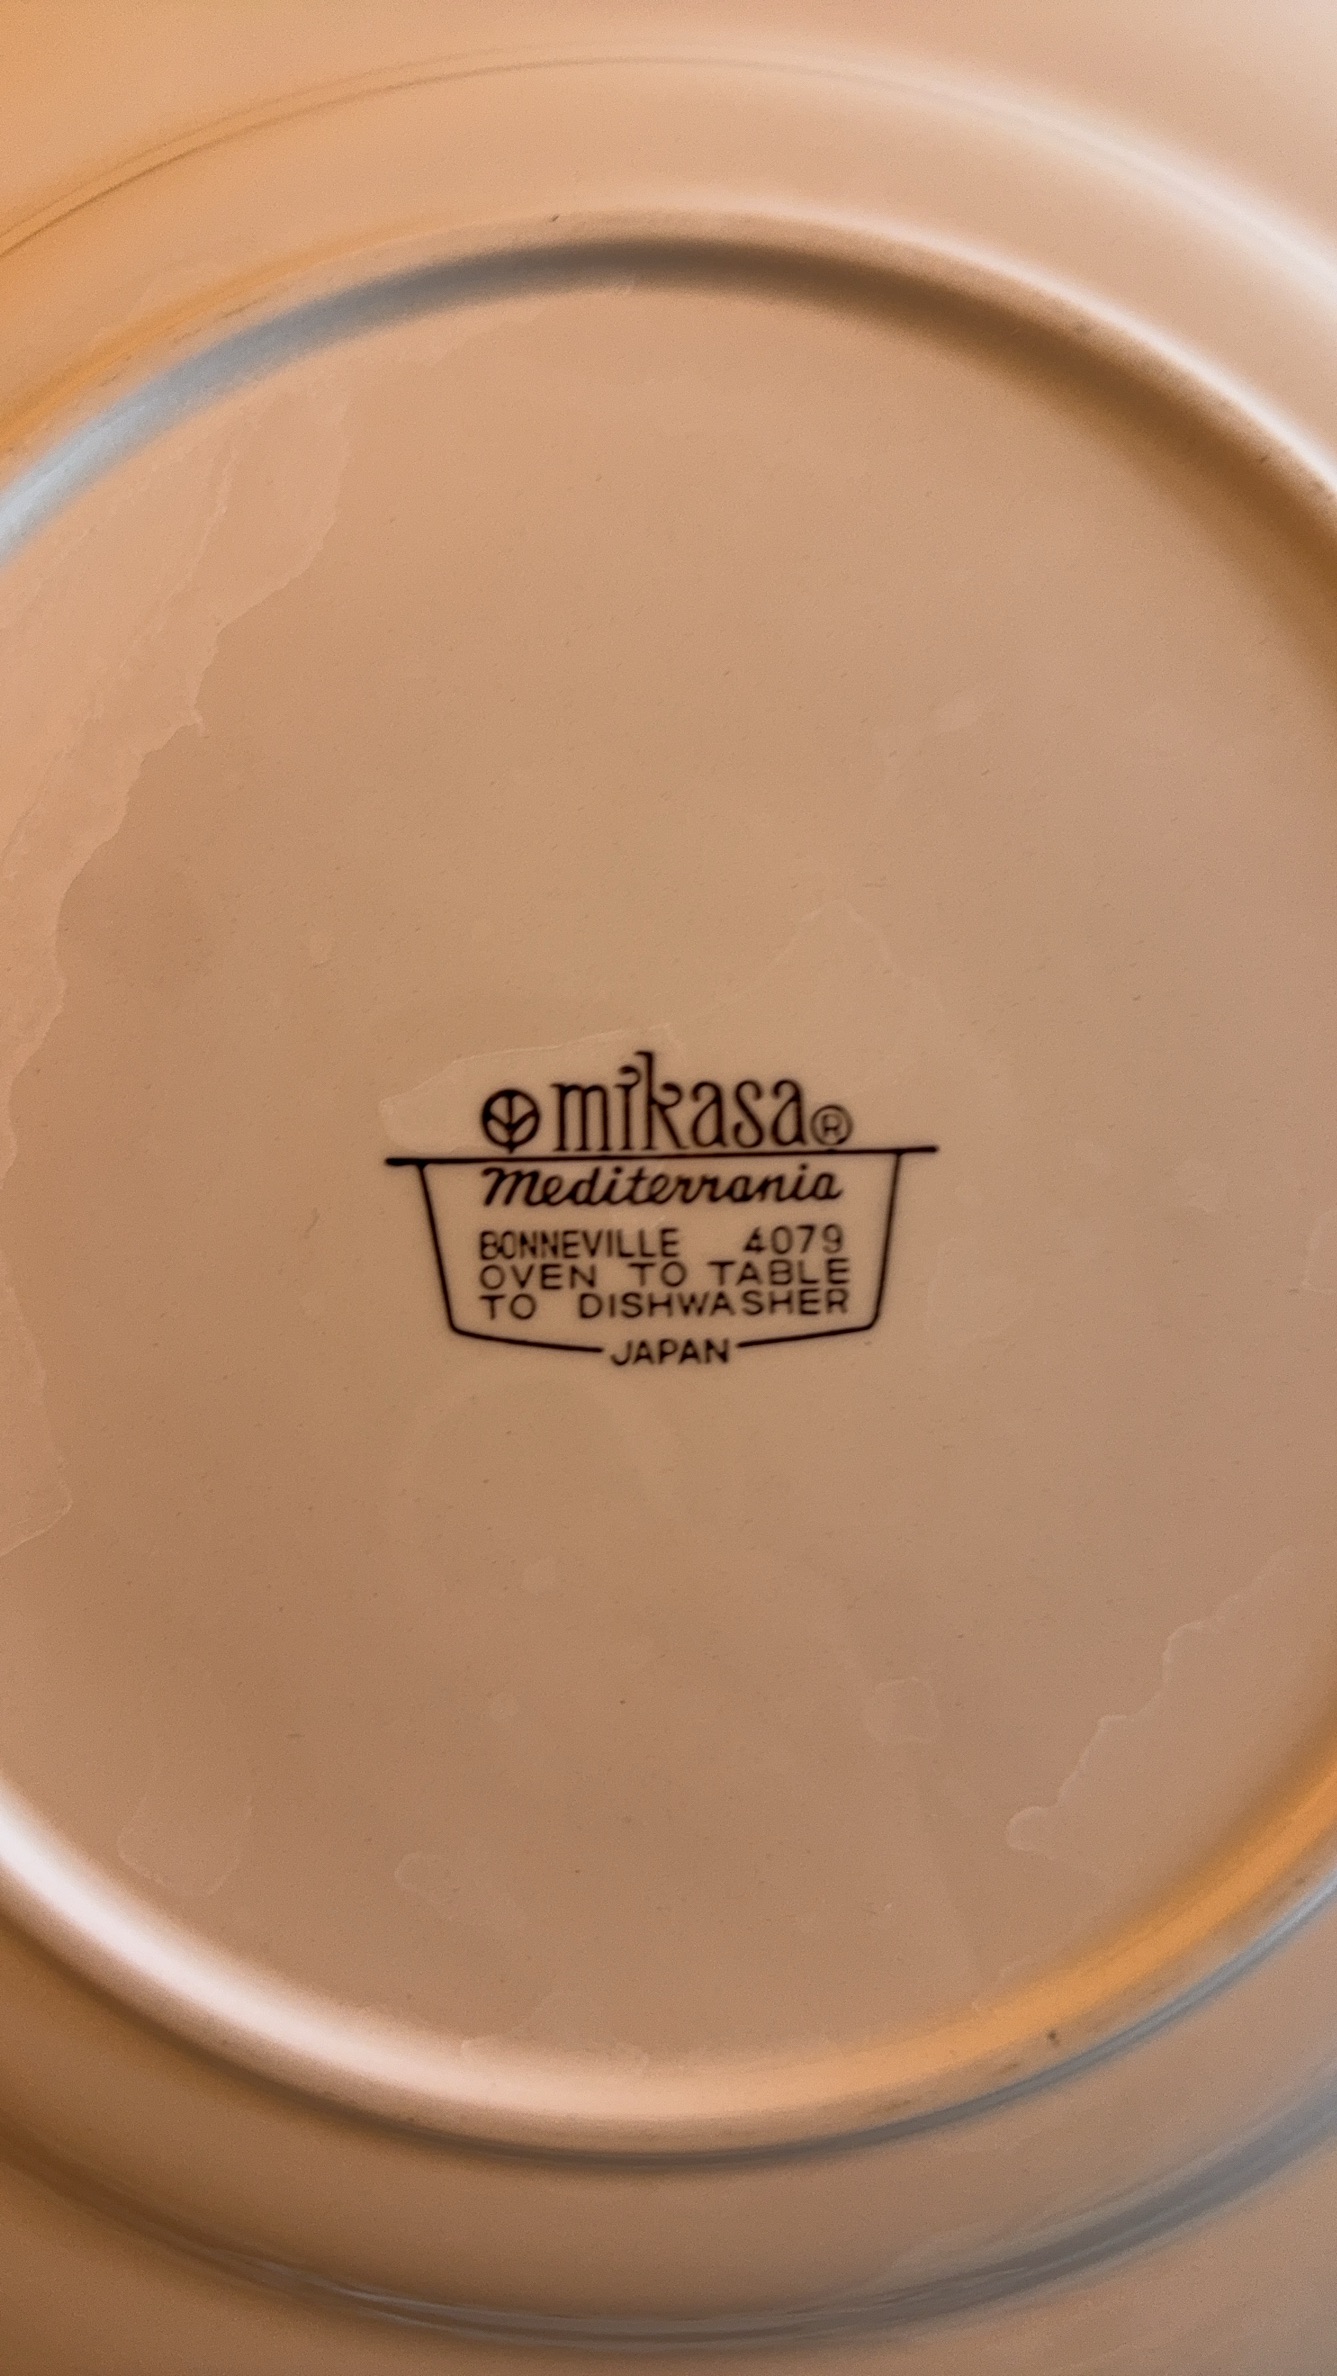 mikasa®
Mediterrania
BONNEVILLE 4079
OVEN TO TABLE
TO DISHWASHER
JAPAN